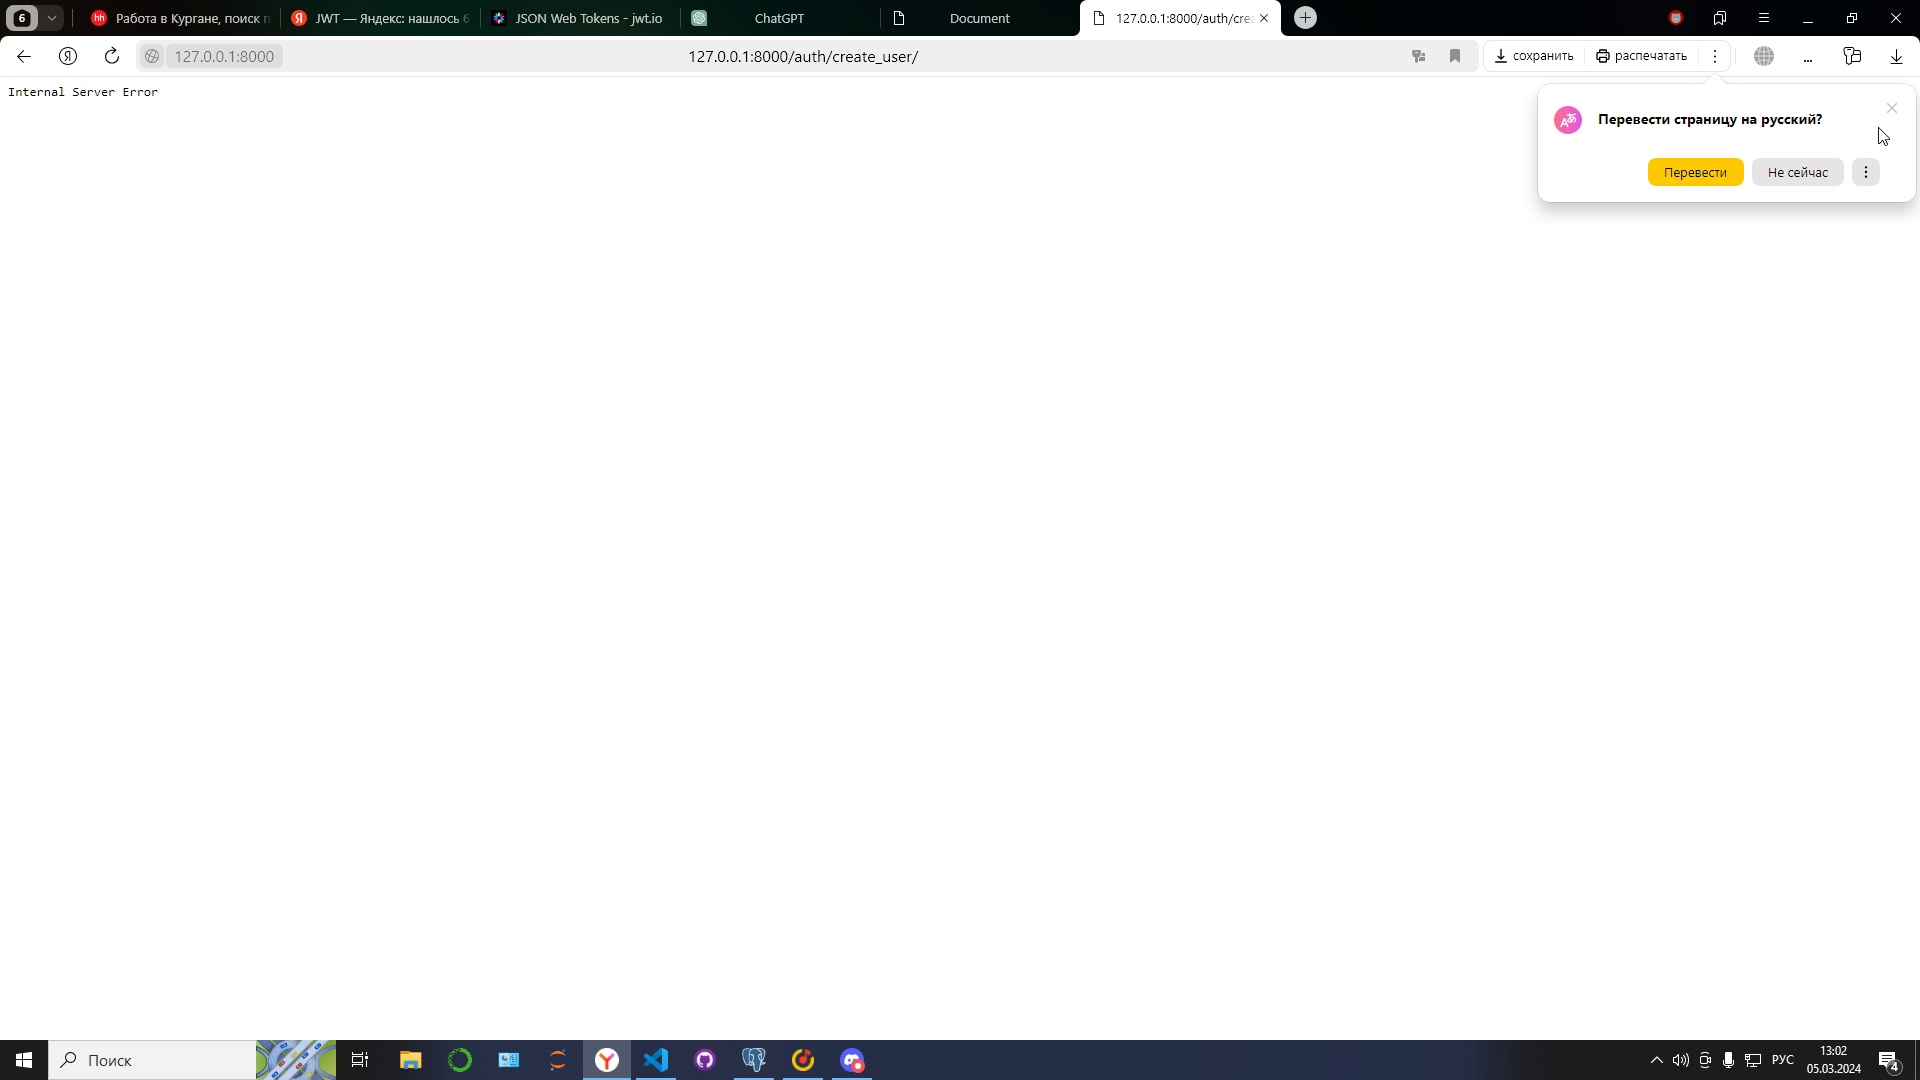 6
hh Работа в Кургане, поиск п
Я JWT — Яндекс: нашлось 6
JSON Web Tokens - jwt.io
ChatGPT
Document
127.0.0.1:8000/auth/crea
Я
127.0.0.1:8000
127.0.0.1:8000/auth/create_user/
сохранить
распечатать
...
Internal Server Error
Перевести страницу на русский?
Перевести
Не сейчас
Поиск
РУС
13:02
05.03.2024
4